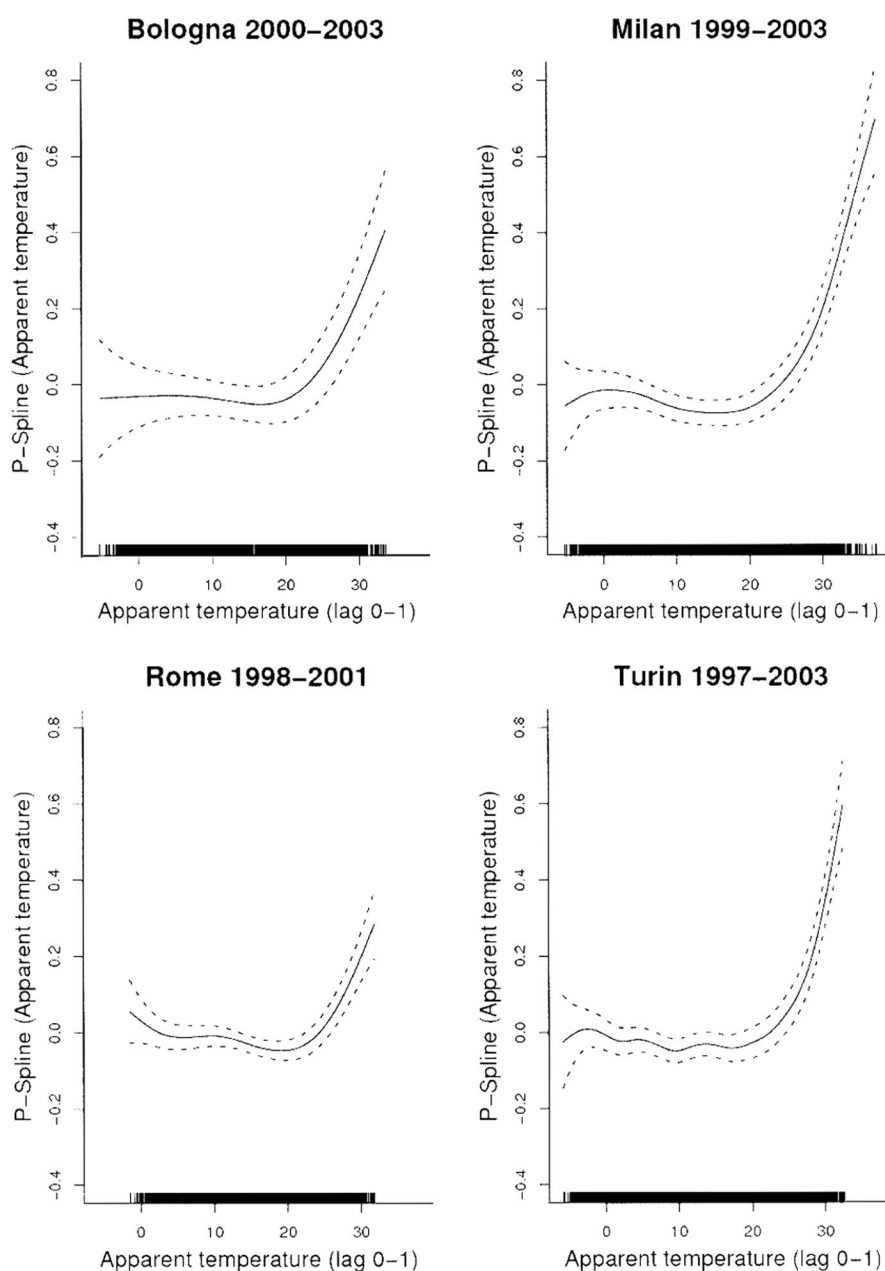 Bologna 2000–2003
P-Spline (Apparent temperature)
0.8
0.6
0.4
0.2
0.0
−0.2
−0.4
0 10 20 30
Apparent temperature (lag 0−1)
Milan 1999–2003
P-Spline (Apparent temperature)
0.8
0.6
0.4
0.2
0.0
−0.2
−0.4
0 10 20 30
Apparent temperature (lag 0−1)
Rome 1998–2001
P-Spline (Apparent temperature)
0.8
0.6
0.4
0.2
0.0
−0.2
−0.4
0 10 20 30
Apparent temperature (lag 0−1)
Turin 1997–2003
P-Spline (Apparent temperature)
0.8
0.6
0.4
0.2
0.0
−0.2
−0.4
0 10 20 30
Apparent temperature (lag 0−1)